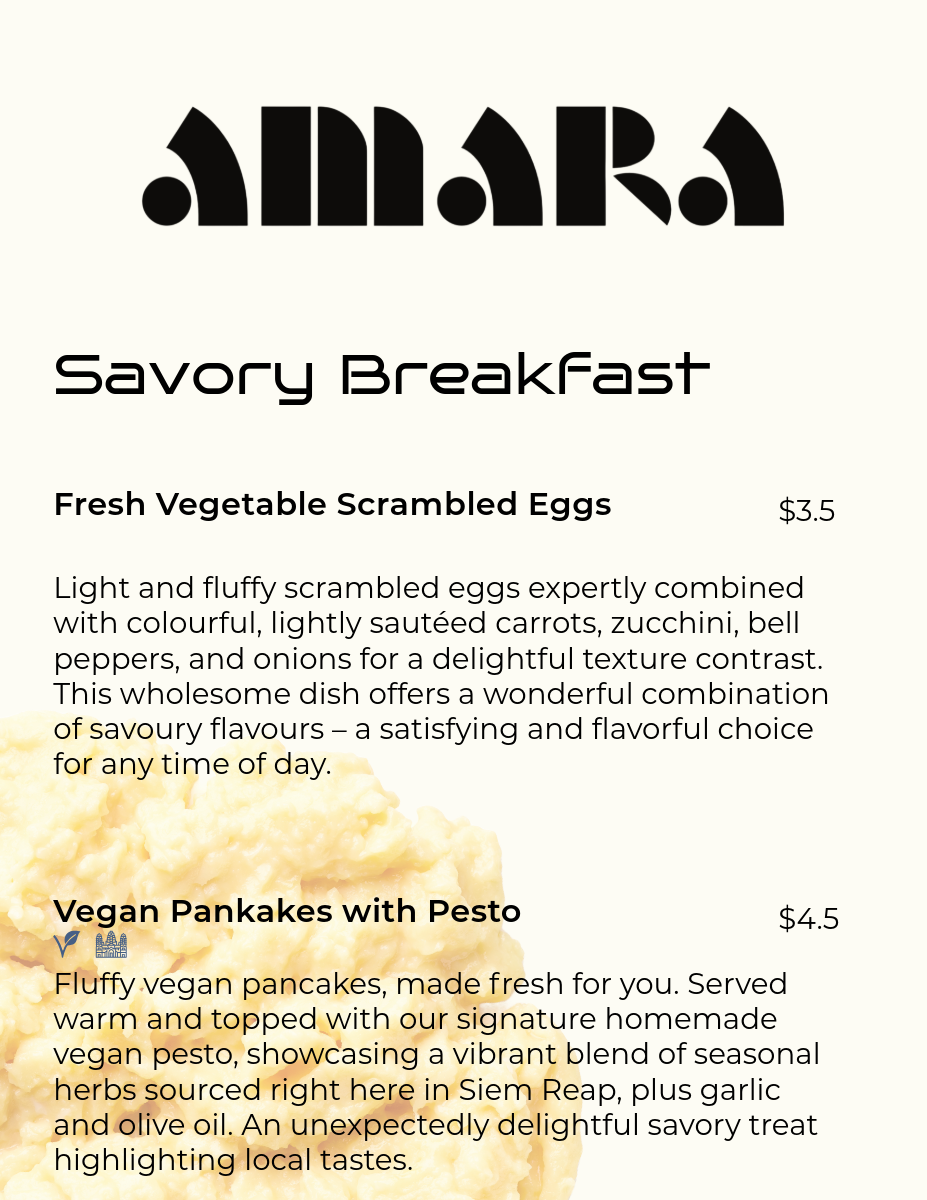 AMARA
Savory Breakfast
Fresh Vegetable Scrambled Eggs
$3.5
Light and fluffy scrambled eggs expertly combined
with colourful, lightly sautéed carrots, zucchini, bell
peppers, and onions for a delightful texture contrast.
This wholesome dish offers a wonderful combination
of savoury flavours – a satisfying and flavorful choice
for any time of day.
Vegan Pankakes with Pesto
$4.5
Fluffy vegan pancakes, made fresh for you. Served
warm and topped with our signature homemade
vegan pesto, showcasing a vibrant blend of seasonal
herbs sourced right here in Siem Reap, plus garlic
and olive oil. An unexpectedly delightful savory treat
highlighting local tastes.